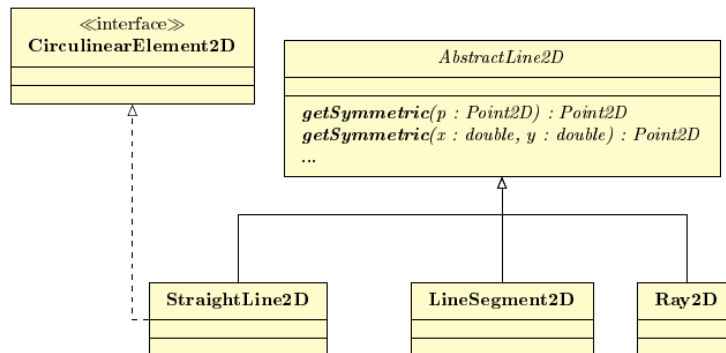 ≪interface≫
CirculinearElement2D
AbstractLine2D
getSymmetric(p : Point2D) : Point2D
getSymmetric(x : double, y : double) : Point2D
...
StraightLine2D
LineSegment2D
Ray2D